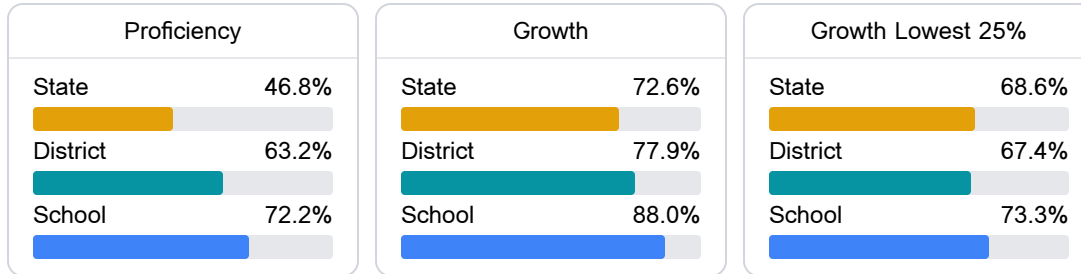 Proficiency
State 46.8%
District 63.2%
School 72.2%
Growth
State 72.6%
District 77.9%
School 88.0%
Growth Lowest 25%
State 68.6%
District 67.4%
School 73.3%